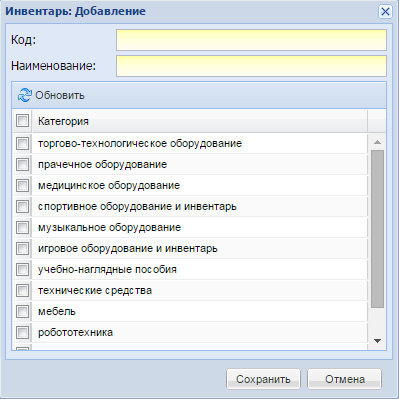 Инвентарь: Добавление
Код:
Наименование:
Обновить
Категория
торгово-технологическое оборудование
прачечное оборудование
медицинское оборудование
спортивное оборудование и инвентарь
музыкальное оборудование
игровое оборудование и инвентарь
учебно-наглядные пособия
технические средства
мебель
робототехника
Сохранить Отмена